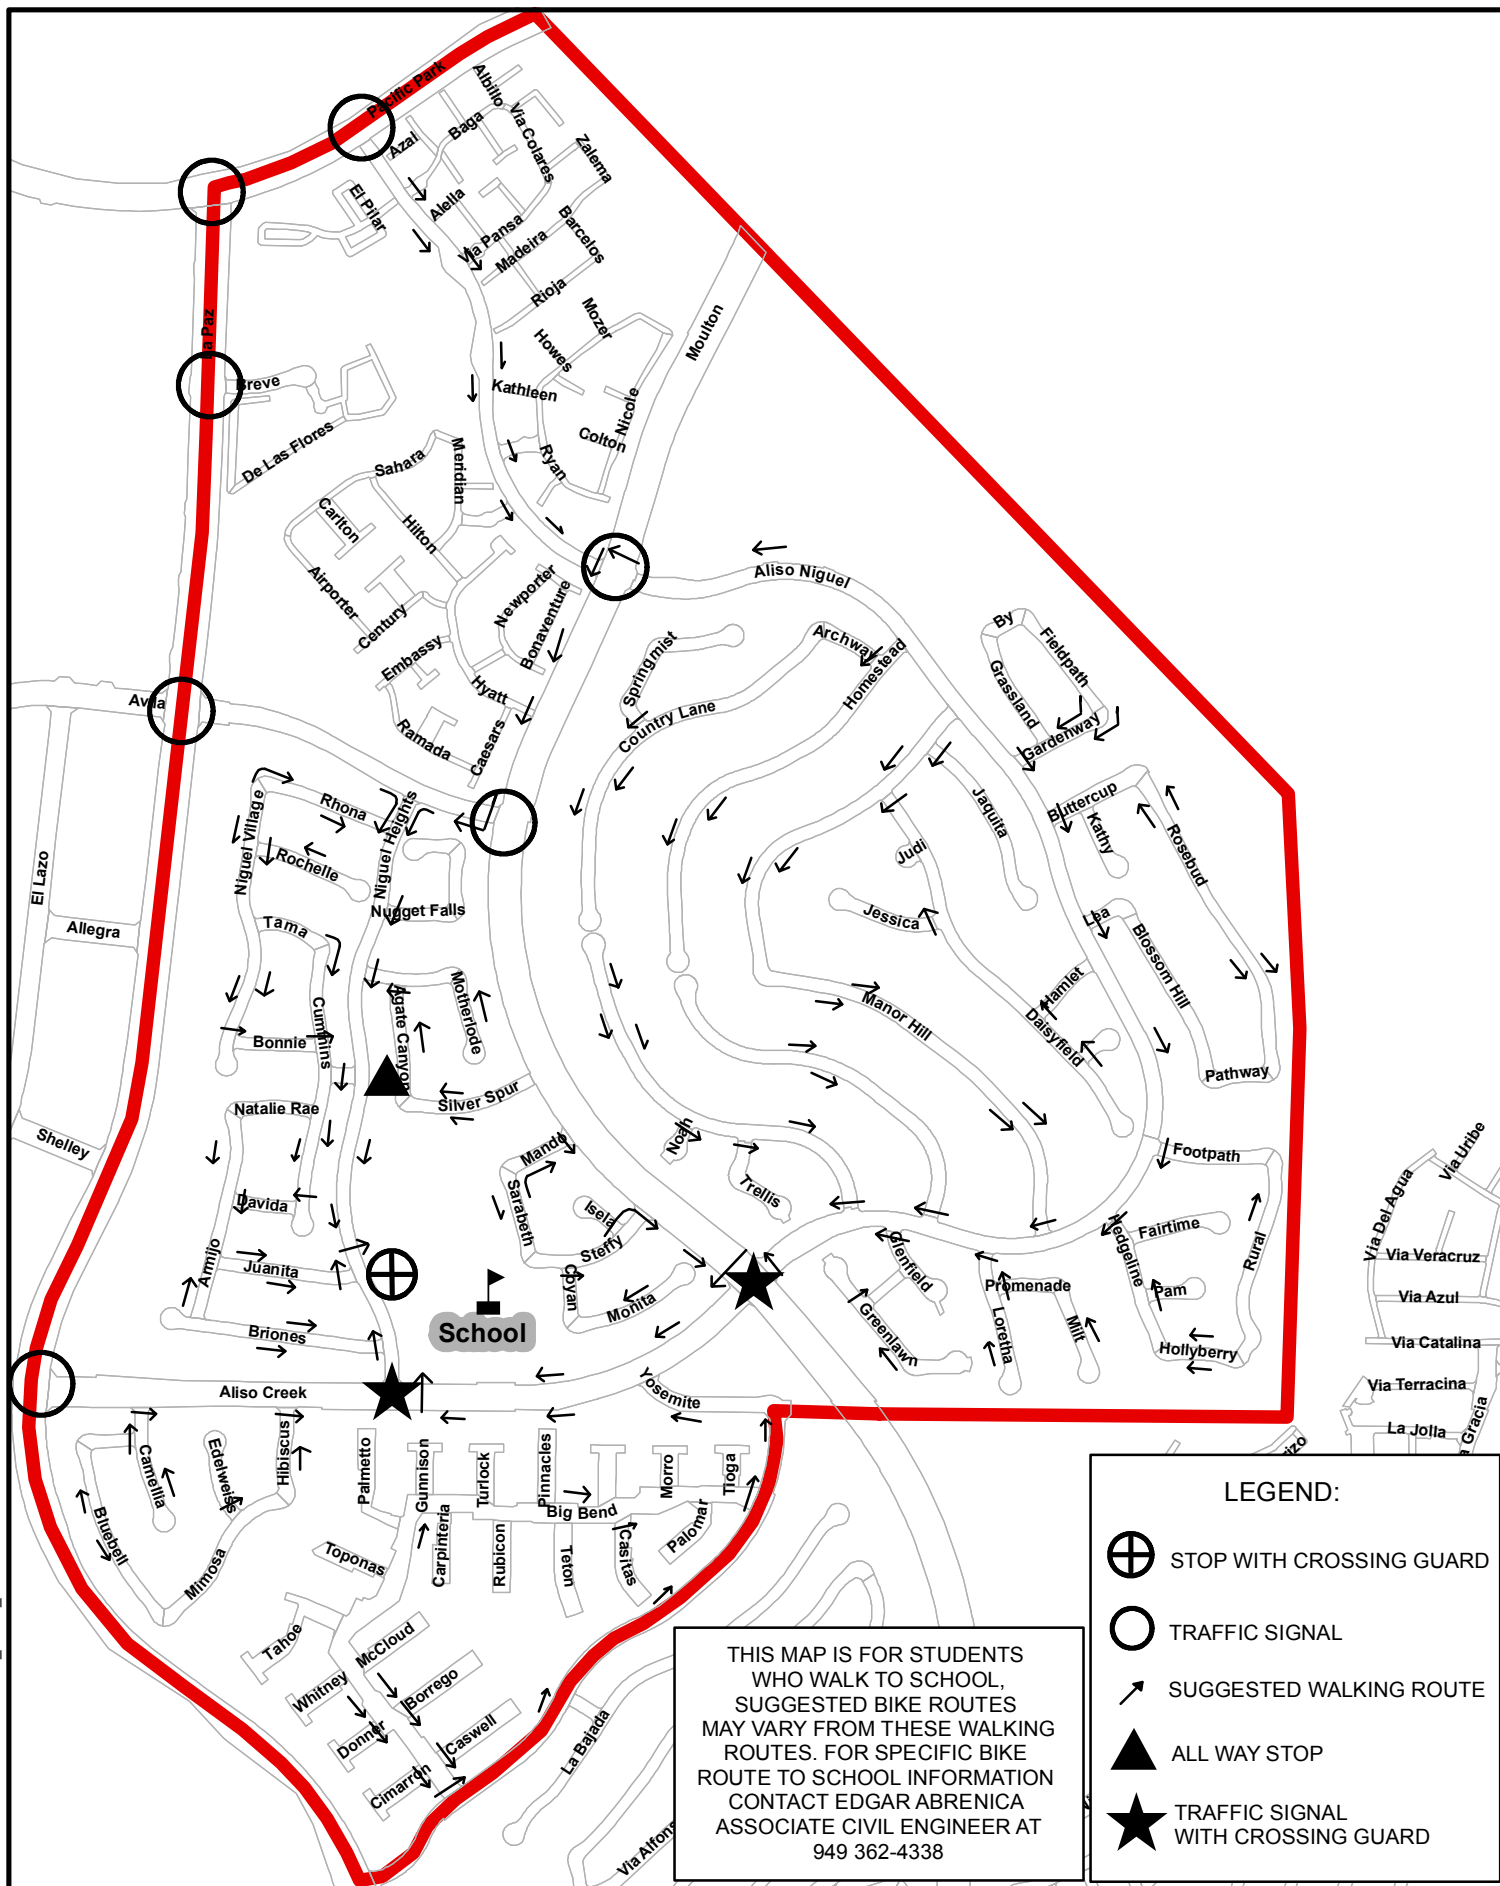 Pacific Park
Albillo
Baga
Azal
Via Colares
Zalema
El Pilar
Alella
Via Pansa
Madeira
Barcelos
Rioja
Mozer
Howes
Moulton
La Paz
Breve
Kathleen
Nicole
Colton
De Las Flores
Sahara
Meridian
Ryan
Carlton
Hilton
Airporter
Century
Newporter
Bonaventure
Embassy
Hyatt
Ramada
Caesars
Aliso Niguel
Archway
Homestead
Springmist
Country Lane
By
Fieldpath
Grassland
Gardenway
Avila
Rhona
Niguel Village
Niguel Heights
Rochelle
Nugget Falls
Tama
Jaquita
Judi
Jessica
Buttercup
Kathy
Rosebud
Lea
Blossom Hill
El Lazo
Allegra
Motherlode
Agate Canyon
Cummins
Bonnie
Manor Hill
Hamlet
Daisyfield
Pathway
Natalie Rae
Silver Spur
Shelley
Mando
Noah
Sarabeth
Trellis
Footpath
Davida
Isela
Steffy
Armijo
Juanita
Coyan
Monita
Glenfield
Hedgeline
Fairtime
Rural
Promenade
Pam
Greenlawn
Loretha
Milt
Hollyberry
Briones
School
Via Uribe
Via Del Agua
Via Veracruz
Via Azul
Via Catalina
Via Terracina
La Jolla
Aliso Creek
Yosemite
Camellia
Edelweiss
Hibiscus
Palmetto
Gunnison
Turlock
Pinnacles
Morro
Tioga
Big Bend
Bluebell
Mimosa
Toponas
Carpinteria
Rubicon
Teton
Casitas
Palomar
Tahoe
McCloud
Whitney
Borrego
Donner
Caswell
Cimarron
La Bajada
THIS MAP IS FOR STUDENTS
WHO WALK TO SCHOOL,
SUGGESTED BIKE ROUTES
MAY VARY FROM THESE WALKING
ROUTES. FOR SPECIFIC BIKE
ROUTE TO SCHOOL INFORMATION
CONTACT EDGAR ABRENICA
ASSOCIATE CIVIL ENGINEER AT
949 362-4338
LEGEND:
STOP WITH CROSSING GUARD
TRAFFIC SIGNAL
SUGGESTED WALKING ROUTE
ALL WAY STOP
TRAFFIC SIGNAL
WITH CROSSING GUARD